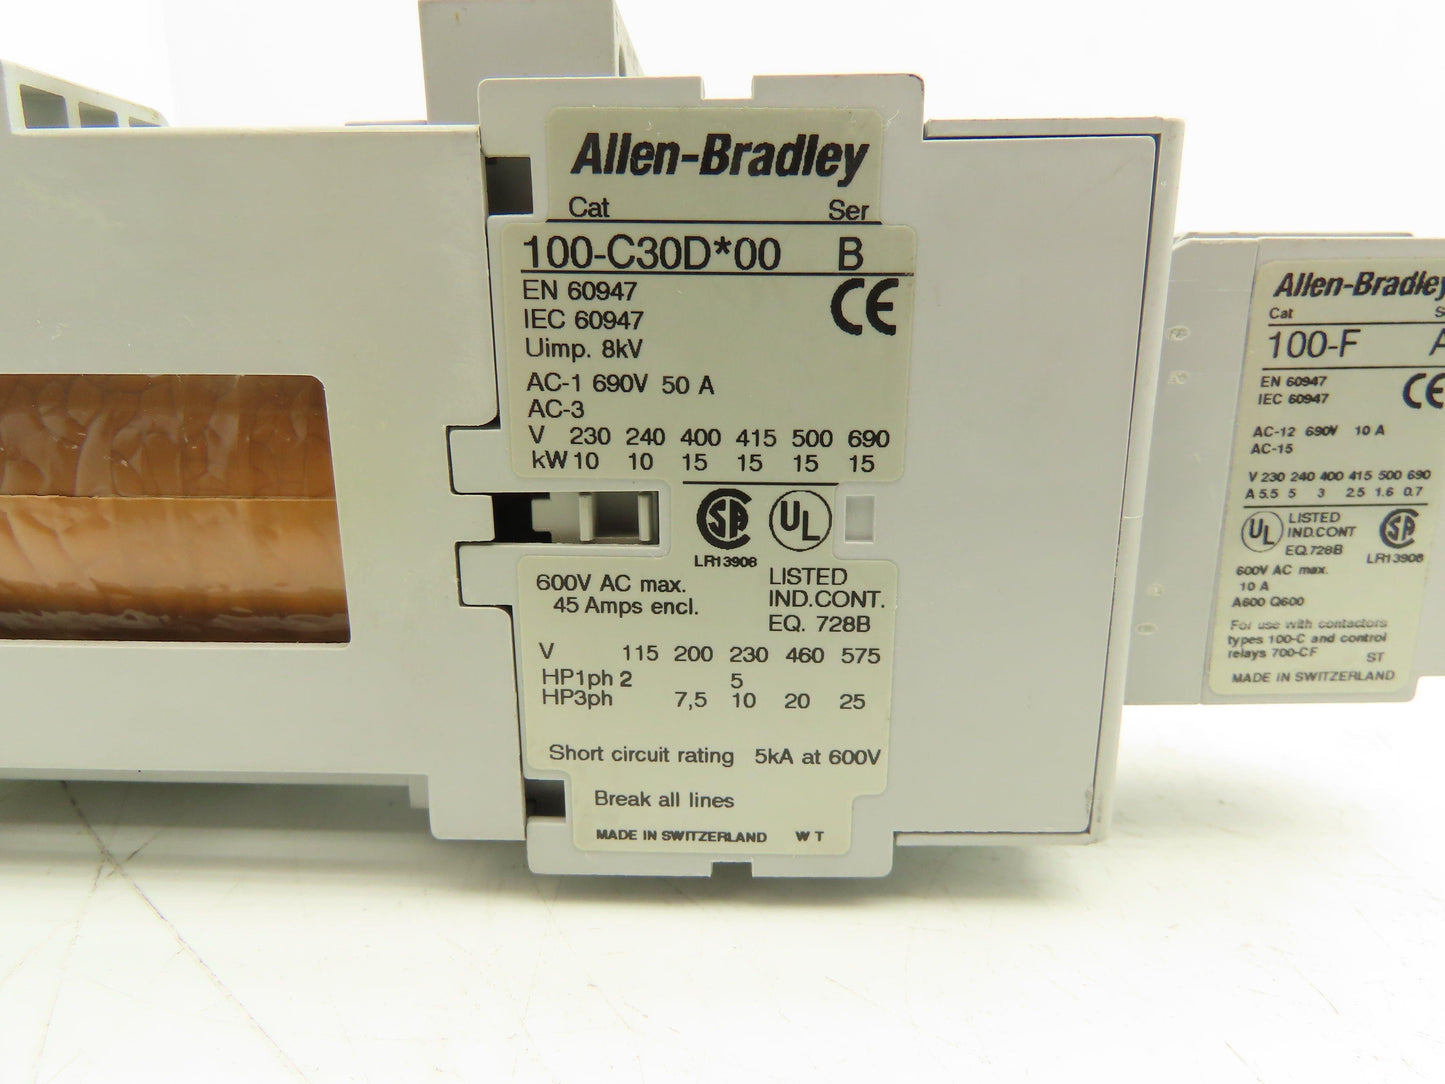 Allen-Bradley
Cat Ser
100-C30D*00 B
EN 60947
IEC 60947
CE
Uimp. 8kV
AC-1 690V 50 A
AC-3
V 230 240 400 415 500 690
kW 10 10 15 15 15 15
SA UL
LR13908
600V AC max.
45 Amps encl.
LISTED
IND.CONT.
EQ. 728B
V 115 200 230 460 575
HP1ph 2 5
HP3ph 7,5 10 20 25
Short circuit rating 5kA at 600V
Break all lines
MADE IN SWITZERLAND W T
Allen-Bradley
Cat S
100-F A
EN 60947
IEC 60947
CE
AC-12 690V 10 A
AC-15
V 230 240 400 415 500 690
A 5.5 5 3 2.5 1.6 0.7
UL LISTED
IND.CONT
EQ.728B
SA
LR13908
600V AC max.
10 A
A600 Q600
For use with contactors
types 100-C and control
relays 700-CF ST
MADE IN SWITZERLAND